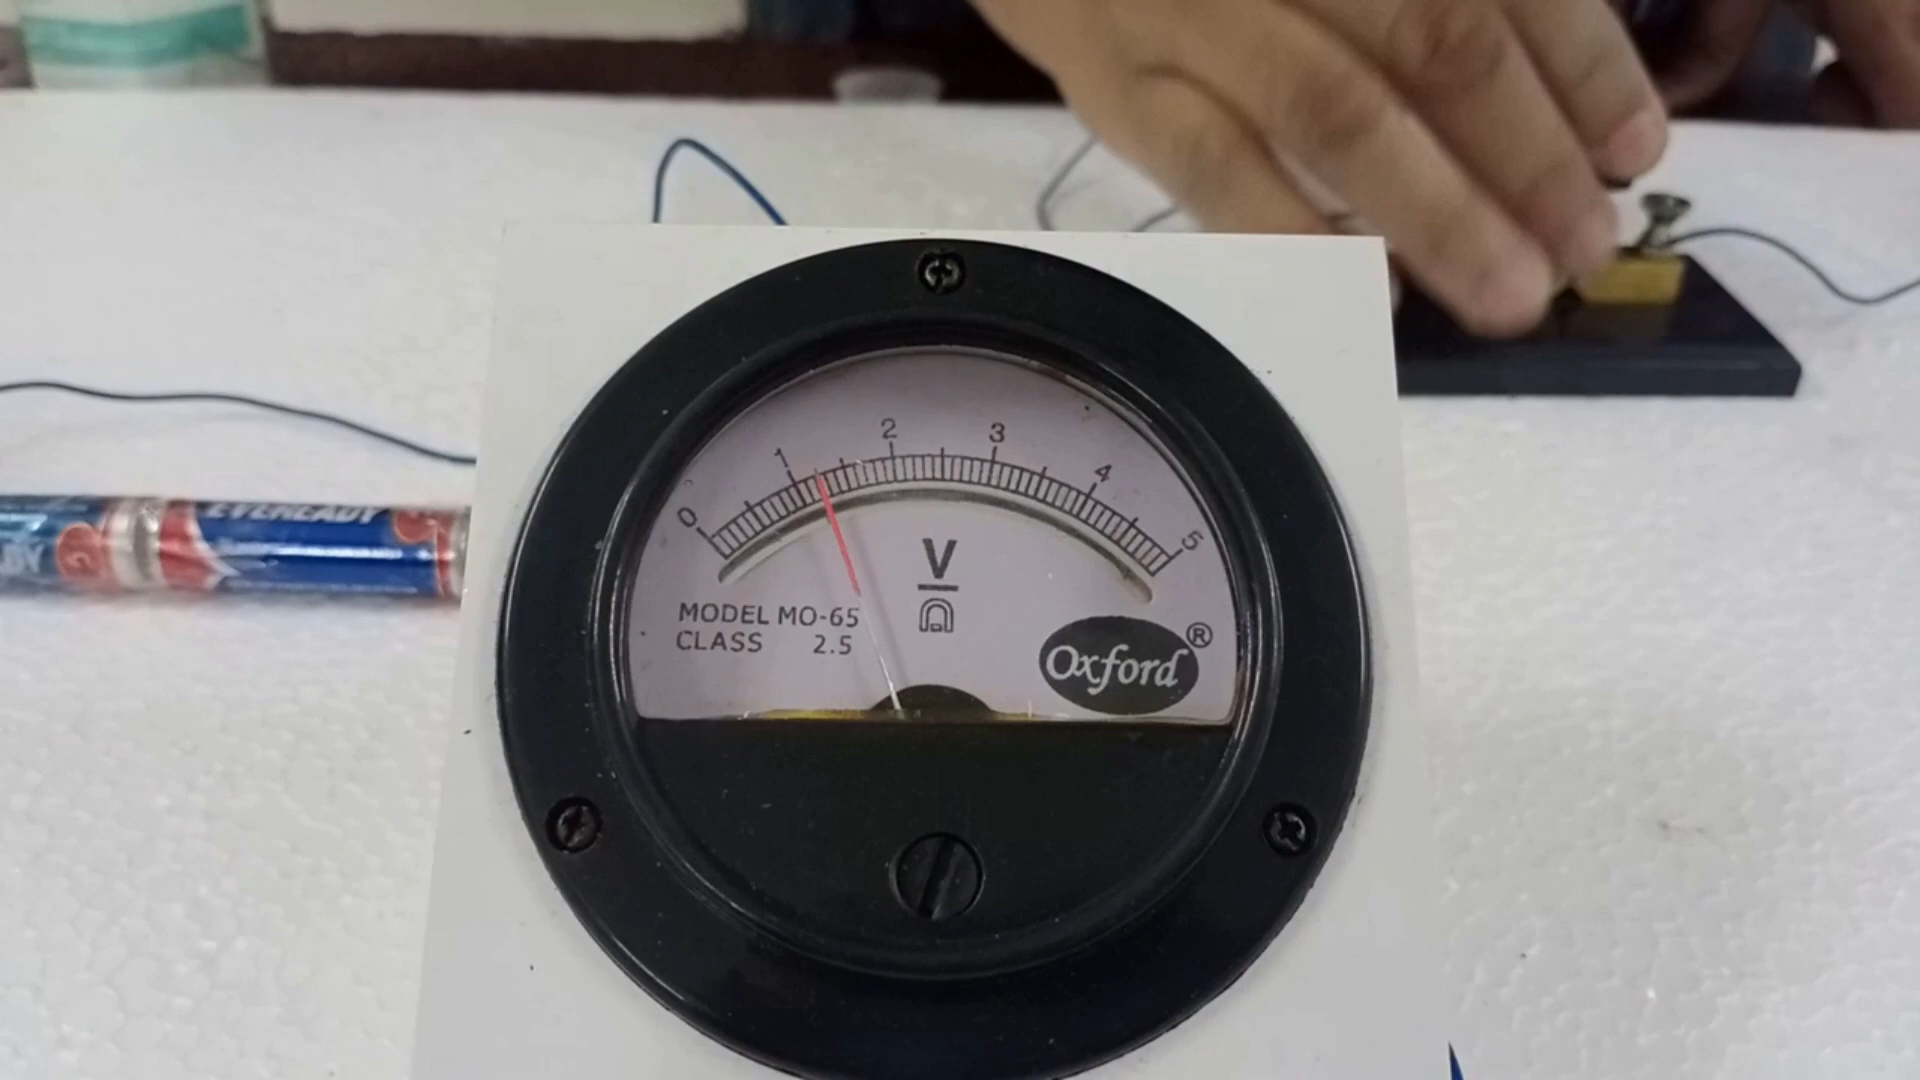 EVEREADY
0 1 2 3 4 5
V
MODEL MO-65
CLASS 2.5
Oxford ®